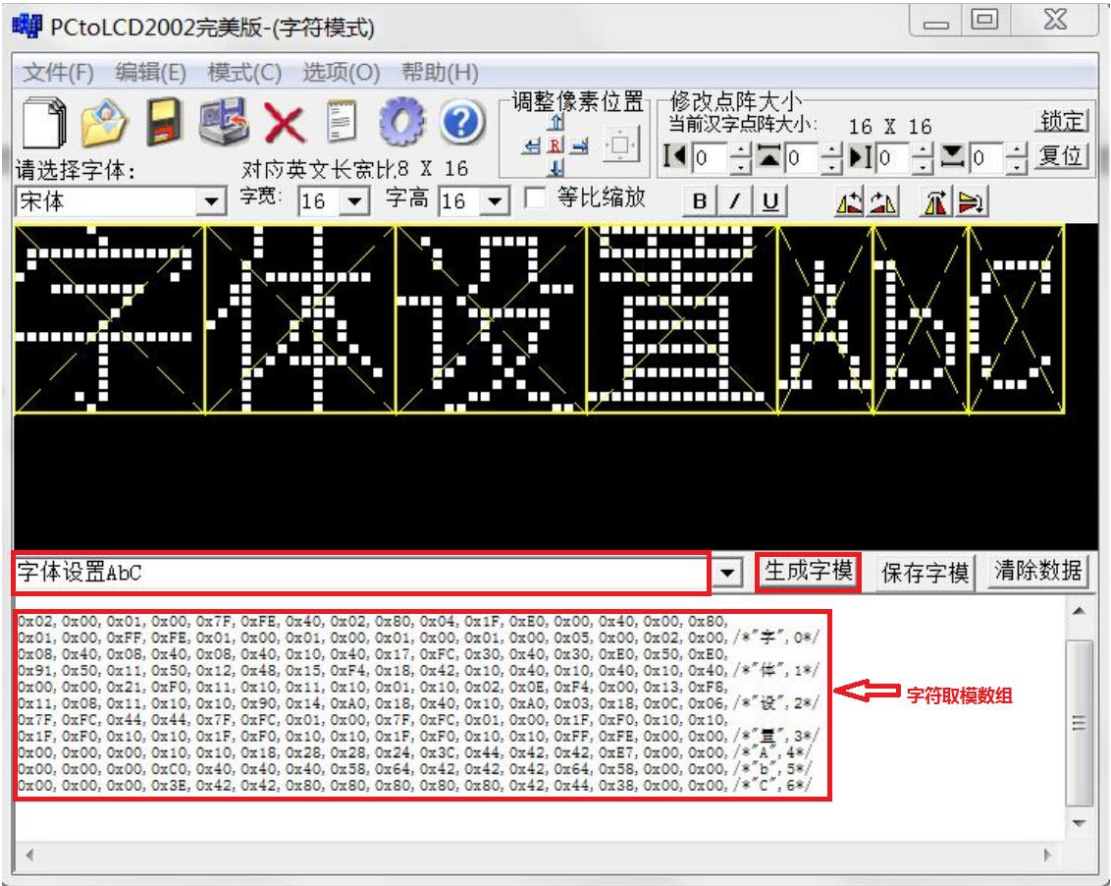 PCtoLCD2002完美版-(字符模式)
文件(F) 编辑(E) 模式(C) 选项(O) 帮助(H)
调整像素位置
修改点阵大小
当前汉字点阵大小: 16 X 16
锁定
R
0 0 0 0
复位
请选择字体: 对应英文长宽比8 X 16
宋体
字宽: 16
字高 16
等比缩放
B I U
字体设置AbC
字体设置AbC
生成字模 保存字模 清除数据
0x02, 0x00, 0x01, 0x00, 0x7F, 0xFE, 0x40, 0x02, 0x80, 0x04, 0x1F, 0xE0, 0x00, 0x40, 0x00, 0x80,
0x01, 0x00, 0xFF, 0xFE, 0x01, 0x00, 0x01, 0x00, 0x01, 0x00, 0x01, 0x00, 0x05, 0x00, 0x02, 0x00, /*"字", 0*/
0x08, 0x40, 0x08, 0x40, 0x08, 0x40, 0x10, 0x40, 0x17, 0xFC, 0x30, 0x40, 0x30, 0xE0, 0x50, 0xE0,
0x91, 0x50, 0x11, 0x50, 0x12, 0x48, 0x15, 0xF4, 0x18, 0x42, 0x10, 0x40, 0x10, 0x40, 0x10, 0x40, /*"体", 1*/
0x00, 0x00, 0x21, 0xF0, 0x11, 0x10, 0x11, 0x10, 0x01, 0x10, 0x02, 0x0E, 0xF4, 0x00, 0x13, 0xF8,
0x11, 0x08, 0x11, 0x10, 0x10, 0x90, 0x14, 0xA0, 0x18, 0x40, 0x10, 0xA0, 0x03, 0x18, 0x0C, 0x06, /*"设", 2*/
0x7F, 0xFC, 0x44, 0x44, 0x7F, 0xFC, 0x01, 0x00, 0x7F, 0xFC, 0x01, 0x00, 0x1F, 0xF0, 0x10, 0x10,
0x1F, 0xF0, 0x10, 0x10, 0x1F, 0xF0, 0x10, 0x10, 0x1F, 0xF0, 0x10, 0x10, 0xFF, 0xFE, 0x00, 0x00, /*"置", 3*/
0x00, 0x00, 0x00, 0x10, 0x10, 0x18, 0x28, 0x28, 0x24, 0x3C, 0x44, 0x42, 0x42, 0xE7, 0x00, 0x00, /*"A", 4*/
0x00, 0x00, 0x00, 0xC0, 0x40, 0x40, 0x40, 0x58, 0x64, 0x42, 0x42, 0x42, 0x64, 0x58, 0x00, 0x00, /*"b", 5*/
0x00, 0x00, 0x00, 0x3E, 0x42, 0x42, 0x80, 0x80, 0x80, 0x80, 0x80, 0x42, 0x44, 0x38, 0x00, 0x00, /*"C", 6*/
字符取模数组